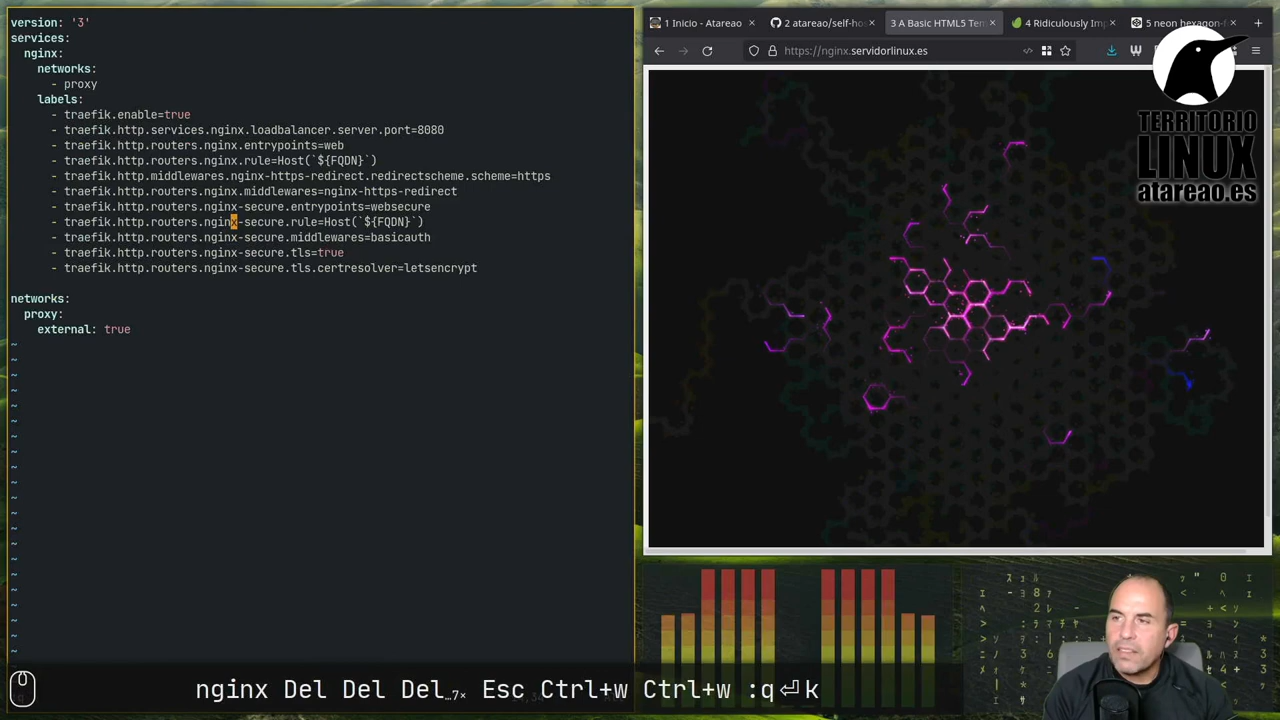 version: '3'
services:
  nginx:
    networks:
      - proxy
    labels:
      - traefik.enable=true
      - traefik.http.services.nginx.loadbalancer.server.port=8080
      - traefik.http.routers.nginx.entrypoints=web
      - traefik.http.routers.nginx.rule=Host(`${FQDN}`)
      - traefik.http.middlewares.nginx-https-redirect.redirectscheme.scheme=https
      - traefik.http.routers.nginx.middlewares=nginx-https-redirect
      - traefik.http.routers.nginx-secure.entrypoints=websecure
      - traefik.http.routers.nginx-secure.rule=Host(`${FQDN}`)
      - traefik.http.routers.nginx-secure.middlewares=basicauth
      - traefik.http.routers.nginx-secure.tls=true
      - traefik.http.routers.nginx-secure.tls.certresolver=letsencrypt
networks:
  proxy:
    external: true
1 Inicio - Atareao
2 atareao/self-ho
3 A Basic HTML5 Tem
4 Ridiculously Imp
5 neon hexagon-f
https://nginx.servidorlinux.es
TERRITORIO
LINUX
atareao.es
nginx Del Del Del…7× Esc Ctrl+w Ctrl+w :q⏎k